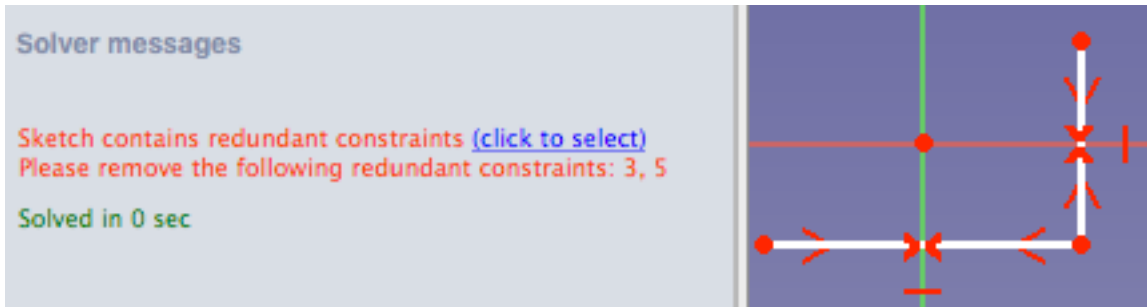 Solver messages
Sketch contains redundant constraints (click to select)
Please remove the following redundant constraints: 3, 5
Solved in 0 sec